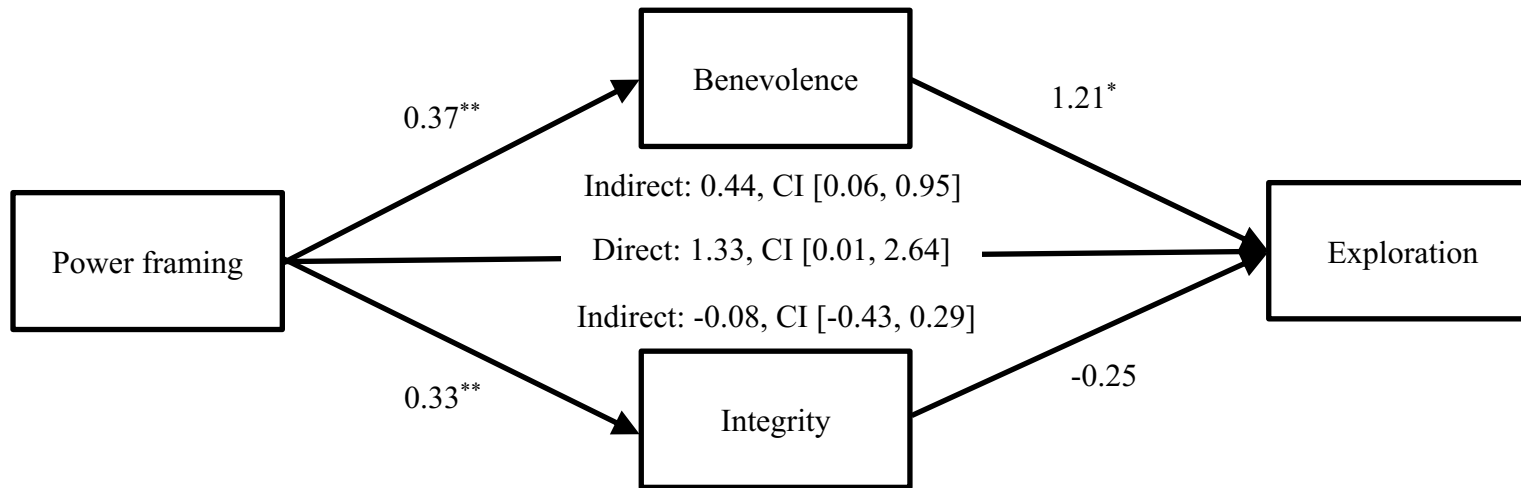 Benevolence
0.37**
1.21*
Indirect: 0.44, CI [0.06, 0.95]
Power framing
Direct: 1.33, CI [0.01, 2.64]
Exploration
Indirect: -0.08, CI [-0.43, 0.29]
0.33**
-0.25
Integrity